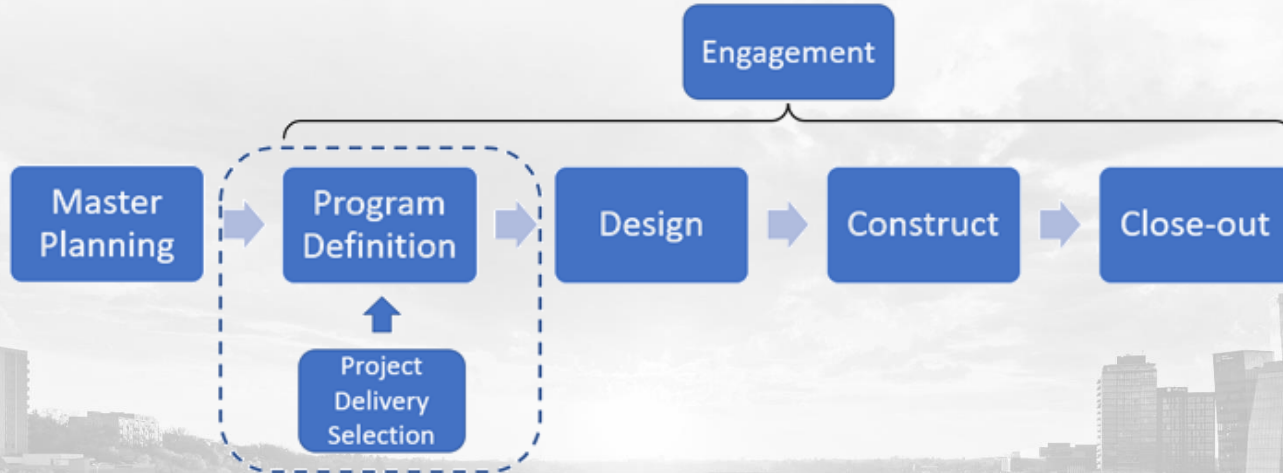 Engagement
Master
Planning
Program
Definition
Design
Construct
Close-out
Project
Delivery
Selection